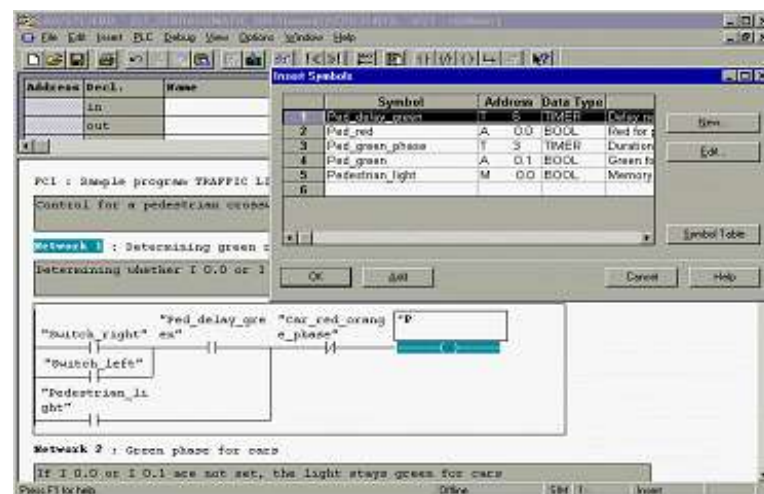 File Edit Insert PLC Debug View Options Window Help
Insert Symbols
Address Decl. Name
in
out
Symbol Address Data Type
1 Ped_delay_green T 6 TIMER Delay
2 Ped_red A 0.0 BOOL Red for
3 Ped_green_phase T 3 TIMER Duration
4 Ped_green A 0.1 BOOL Green fo
5 Pedestrian_light M 0.0 BOOL Memory
6
New...
Edit...
Symbol Table
OK Add Cancel Help
FC1 : Sample program TRAFFIC LI
Control for a pedestrian crossw
Network 1 : Determining green
Determining whether I 0.0 or I
"Switch_right" "Ped_delay_gre "Car_red_orang "P
en" e_phase"
"Switch_left"
"Pedestrian_li
ght"
Network 2 : Green phase for cars
If I 0.0 or I 0.1 are not set, the light stays green for cars
Press F1 for help Offline Insert